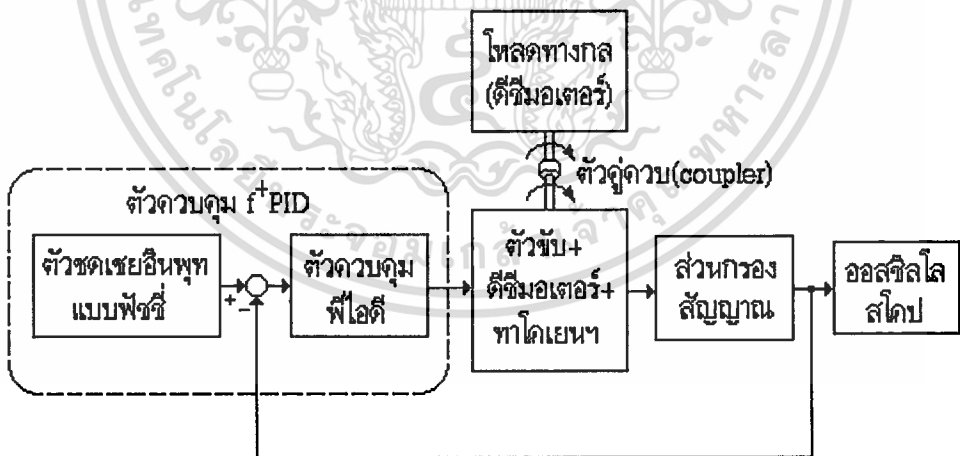 โหลดทางกล
(ดีซีมอเตอร์)
ตัวคู่ควบ(coupler)
ตัวควบคุม f⁺PID
ตัวชดเชยอินพุท
แบบฟัซซี่
+
−
ตัวควบคุม
พีไอดี
ตัวขับ+
ดีซีมอเตอร์+
ทาโคเยนฯ
ส่วนกรอง
สัญญาณ
ออสซิลโล
สโคป